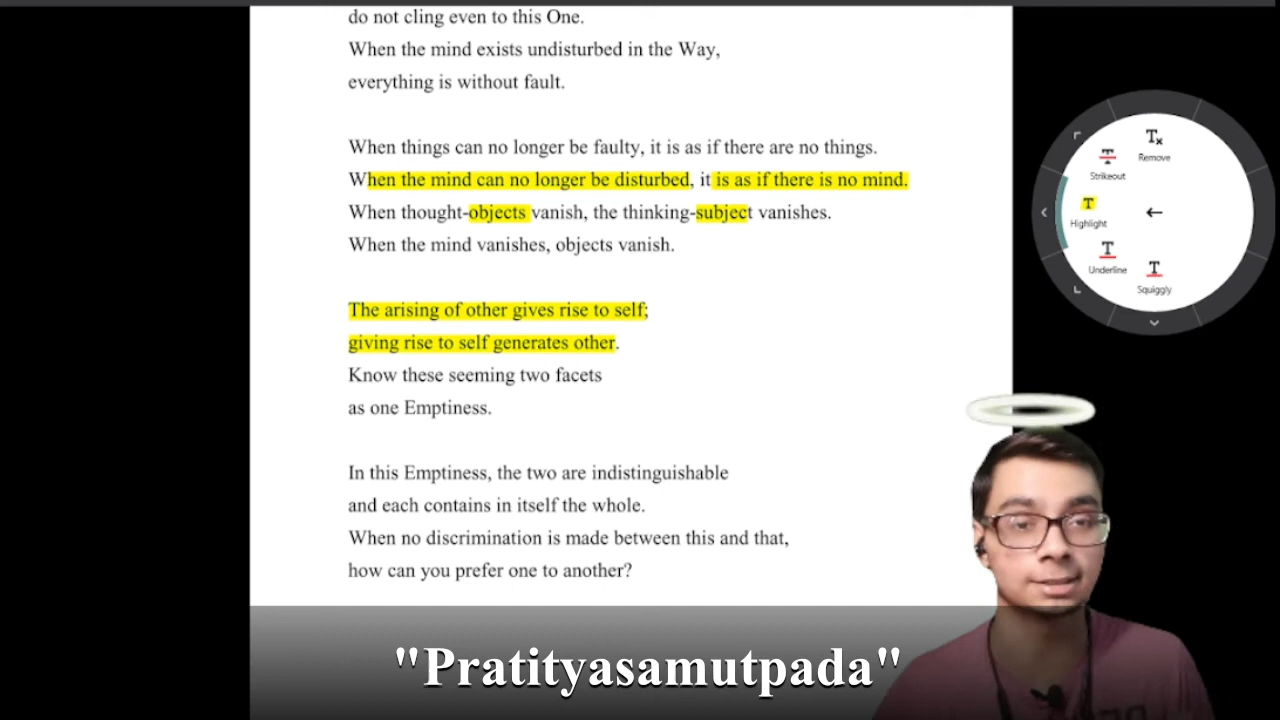 do not cling even to this One.
When the mind exists undisturbed in the Way,
everything is without fault.
When things can no longer be faulty, it is as if there are no things.
When the mind can no longer be disturbed, it is as if there is no mind.
When thought-objects vanish, the thinking-subject vanishes.
When the mind vanishes, objects vanish.
The arising of other gives rise to self;
giving rise to self generates other.
Know these seeming two facets
as one Emptiness.
In this Emptiness, the two are indistinguishable
and each contains in itself the whole.
When no discrimination is made between this and that,
how can you prefer one to another?
Remove
Strikeout
Highlight
Underline
Squiggly
"Pratityasamutpada"